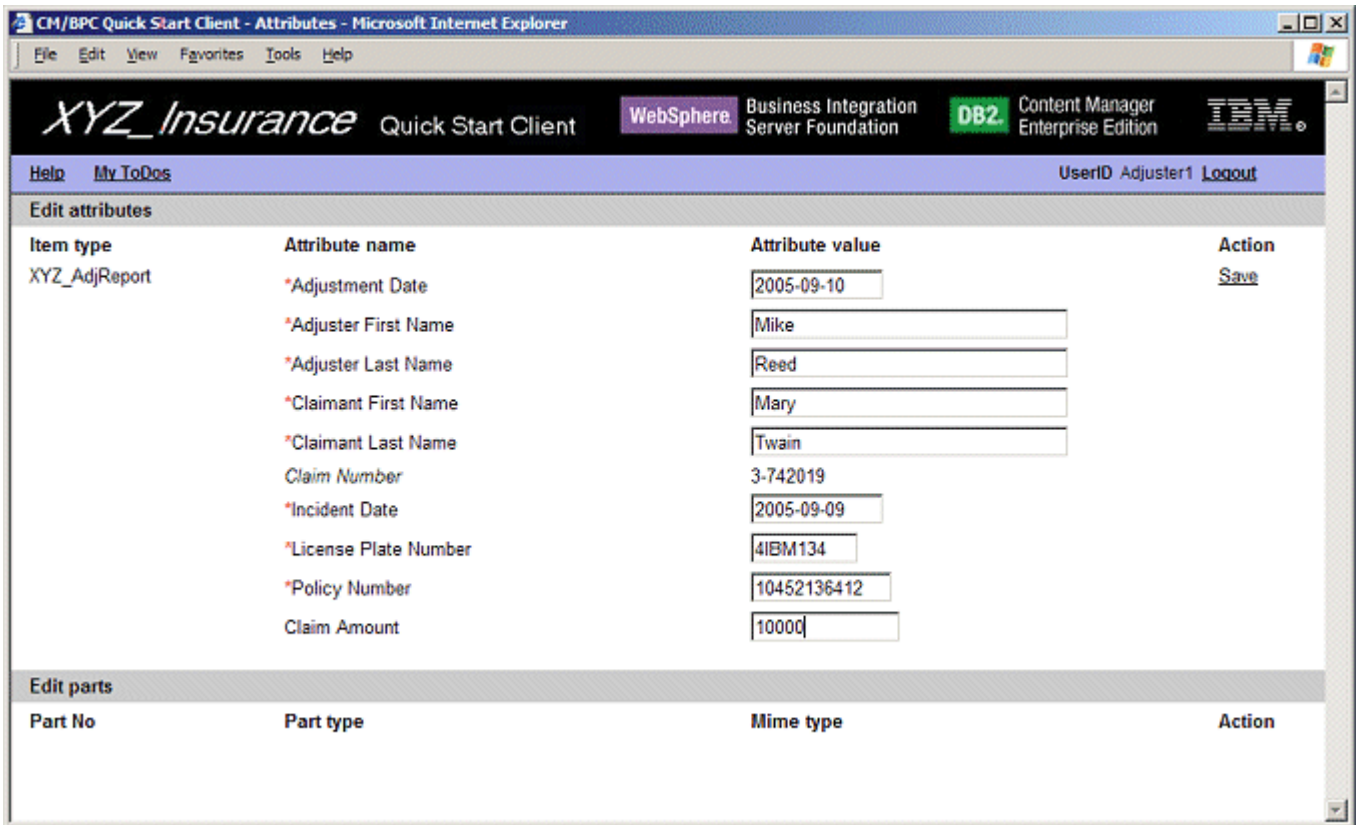 CM/BPC Quick Start Client - Attributes - Microsoft Internet Explorer
File Edit View Favorites Tools Help
XYZ_Insurance Quick Start Client WebSphere. Business Integration Server Foundation DB2. Content Manager Enterprise Edition IBM®
Help My ToDos UserID Adjuster1 Logout
Edit attributes
Item type Attribute name Attribute value Action
XYZ_AdjReport *Adjustment Date 2005-09-10 Save
*Adjuster First Name Mike
*Adjuster Last Name Reed
*Claimant First Name Mary
*Claimant Last Name Twain
Claim Number 3-742019
*Incident Date 2005-09-09
*License Plate Number 4IBM134
*Policy Number 10452136412
Claim Amount 10000
Edit parts
Part No Part type Mime type Action